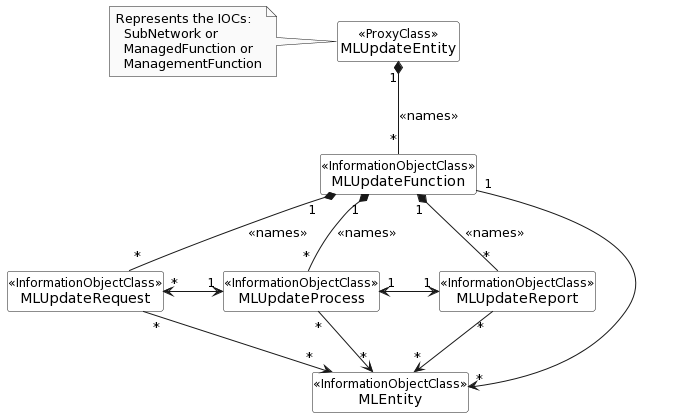 Represents the IOCs:
SubNetwork or
ManagedFunction or
ManagementFunction
«ProxyClass»
MLUpdateEntity
1
«names»
*
«InformationObjectClass»
MLUpdateFunction
1
1
1
1
«names»
«names»
«names»
*
*
*
«InformationObjectClass»
MLUpdateRequest
* 1
«InformationObjectClass»
MLUpdateProcess
1 1
«InformationObjectClass»
MLUpdateReport
*
*
*
*
*
*
*
«InformationObjectClass»
MLEntity